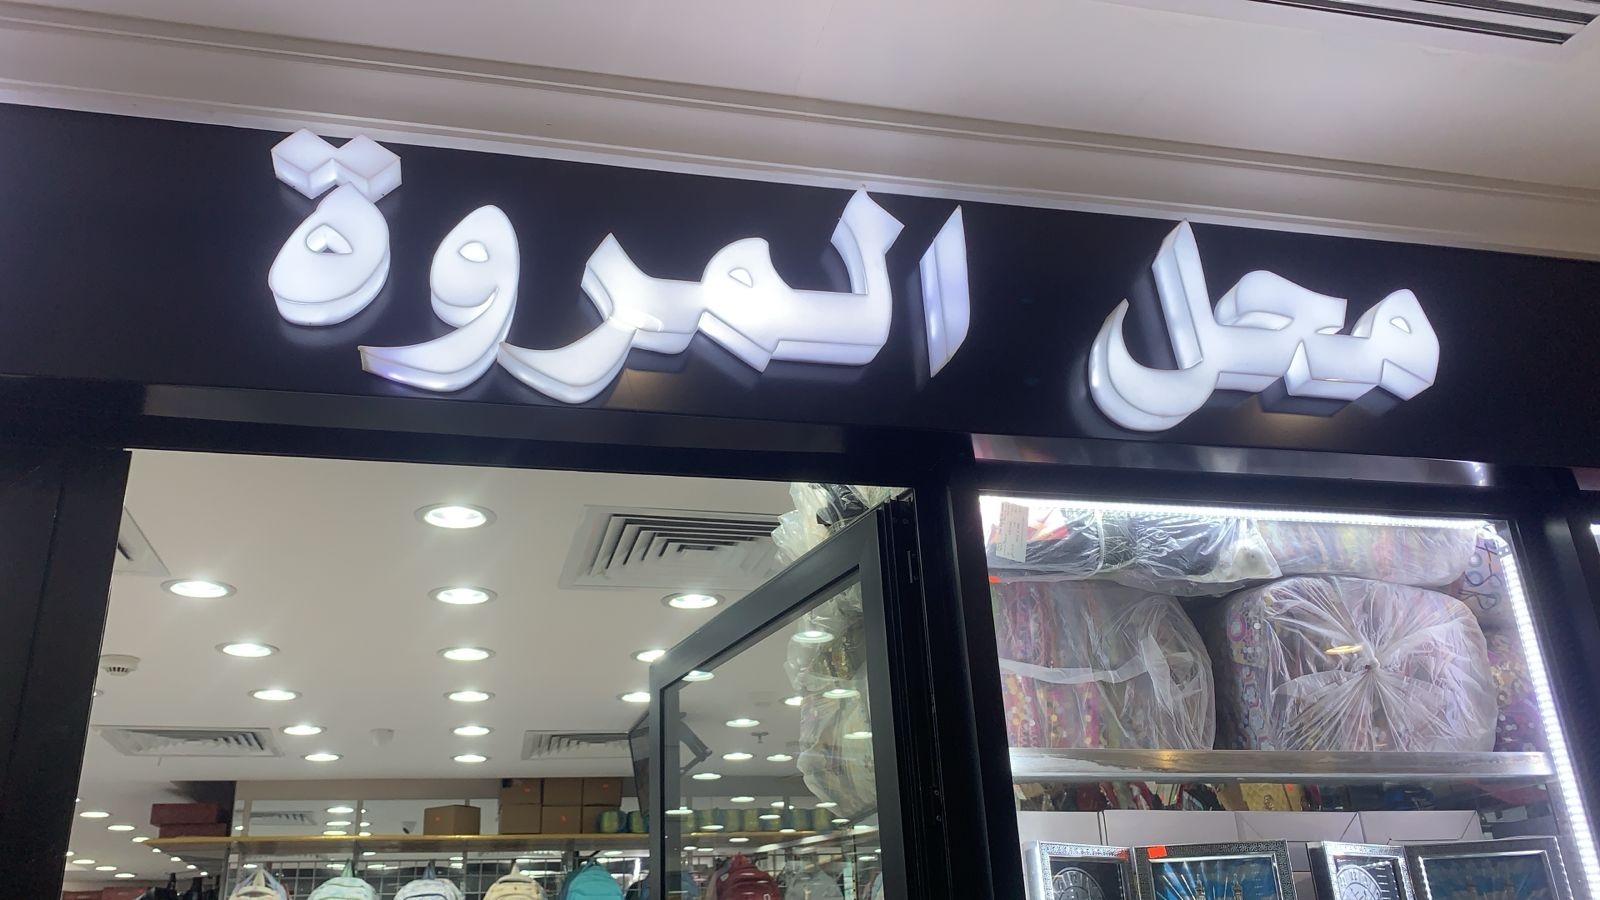 محل المروة